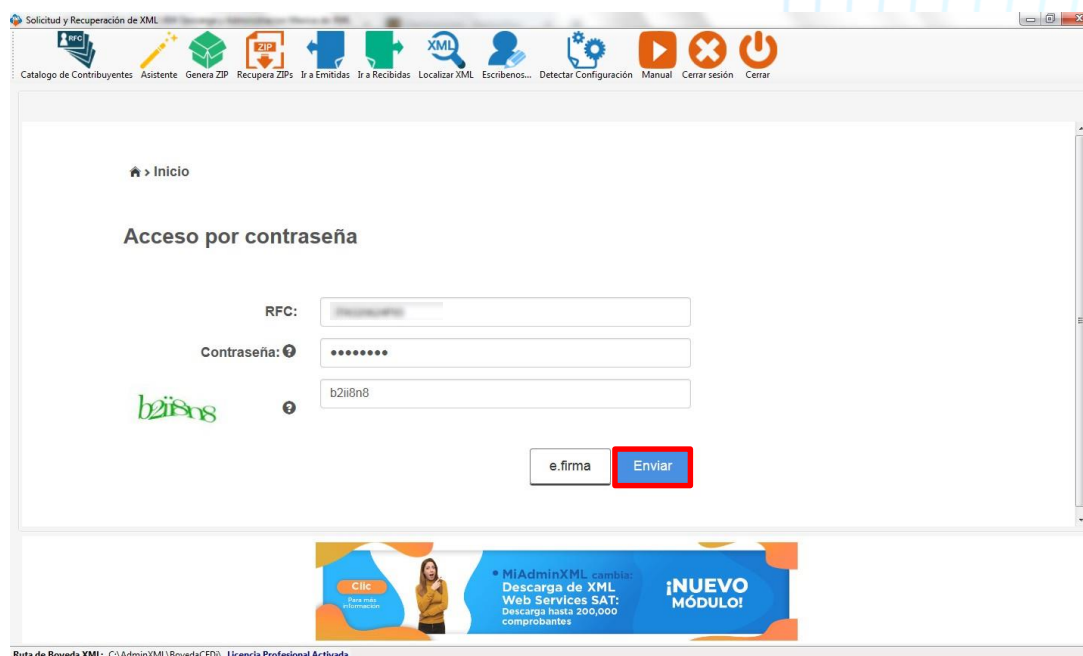 Solicitud y Recuperación de XML
RFC
ZIP
XML
Catalogo de Contribuyentes Asistente Genera ZIP Recupera ZIPs Ir a Emitidas Ir a Recibidas Localizar XML Escribenos... Detectar Configuración Manual Cerrar sesión Cerrar
> Inicio
Acceso por contraseña
RFC:
Contraseña: ? ••••••••
b2ii8n8 ? b2ii8n8
e.firma Enviar
Clic
Para más
información
• MiAdminXML cambia:
Descarga de XML
Web Services SAT:
Descarga hasta 200,000
comprobantes
¡NUEVO
MÓDULO!
Ruta de Boveda XML: C:\AdminXML\BovedaCFDi\ Licencia Profesional Activada